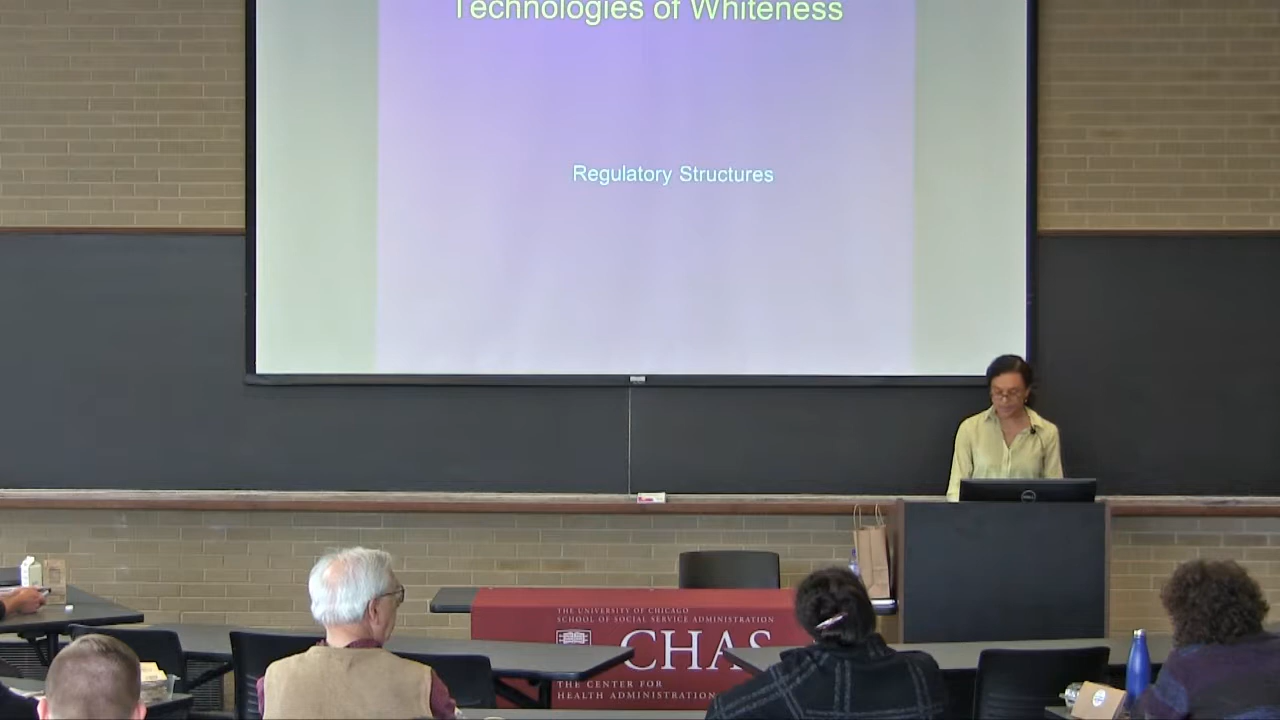 Technologies of Whiteness
Regulatory Structures
THE UNIVERSITY OF CHICAGO
SCHOOL OF SOCIAL SERVICE ADMINISTRATION
CHAS
THE CENTER FOR
HEALTH ADMINISTRATION
DELL